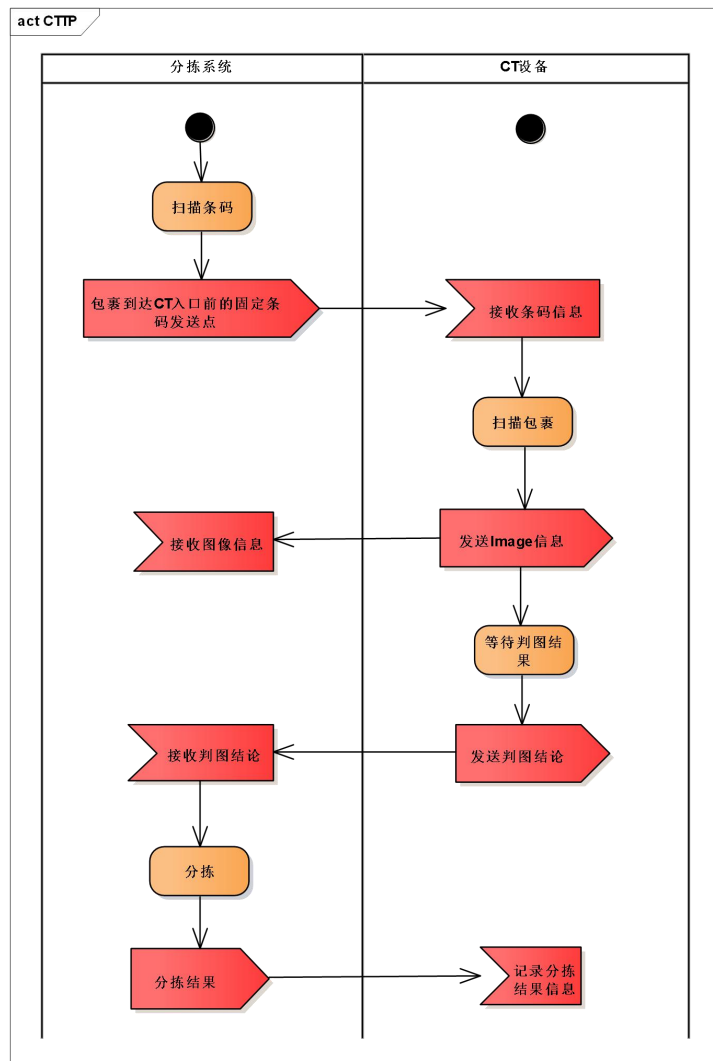 act CTTP
分拣系统
CT设备
扫描条码
包裹到达CT入口前的固定条
码发送点
接收条码信息
扫描包裹
接收图像信息
发送Image信息
等待判图结
果
接收判图结论
发送判图结论
分拣
分拣结果
记录分拣
结果信息